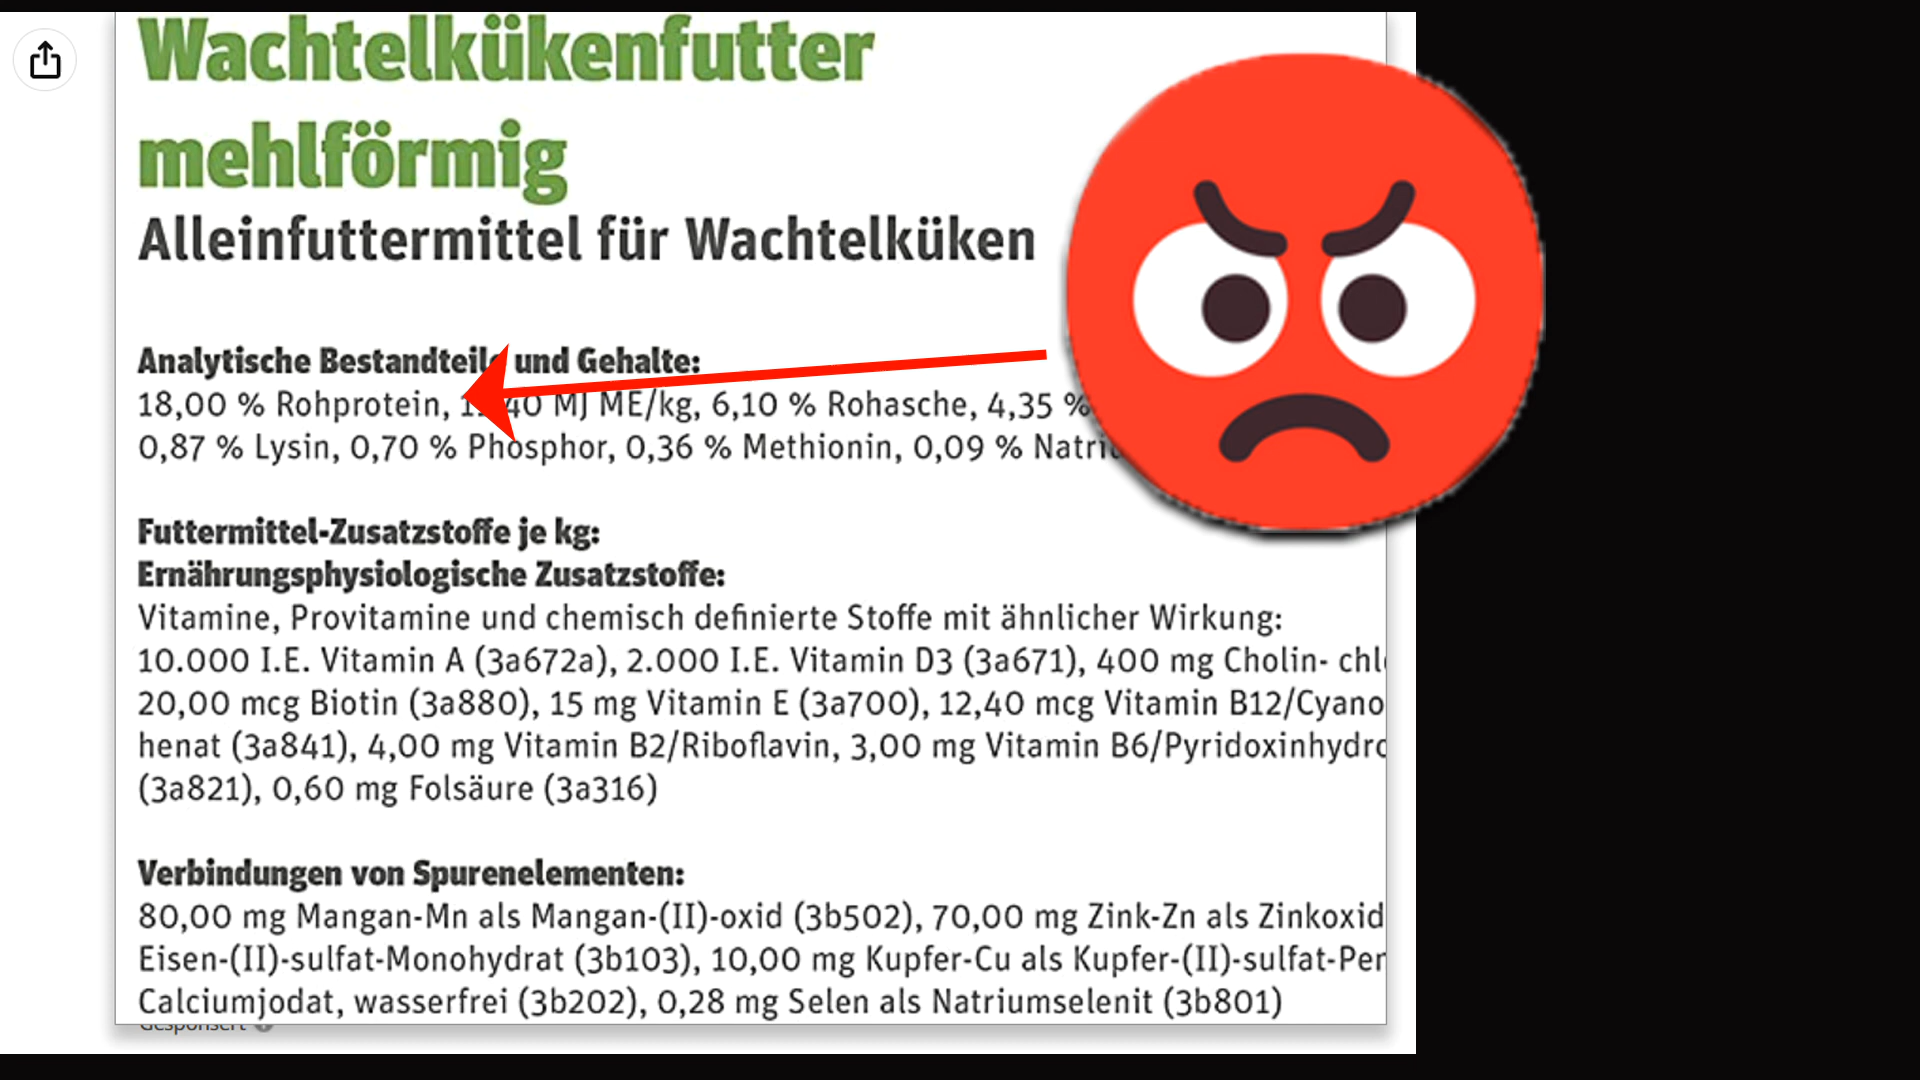 Wachtelkükenfutter
mehlförmig
Alleinfuttermittel für Wachtelküken
Analytische Bestandteile und Gehalte:
18,00 % Rohprotein, 40 MJ ME/kg, 6,10 % Rohasche, 4,35 %
0,87 % Lysin, 0,70 % Phosphor, 0,36 % Methionin, 0,09 %
Futtermittel-Zusatzstoffe je kg:
Ernährungsphysiologische Zusatzstoffe:
Vitamine, Provitamine und chemisch definierte Stoffe mit ähnlicher Wirkung:
10.000 I.E. Vitamin A (3a672a), 2.000 I.E. Vitamin D3 (3a671), 400 mg Cholin- chl
20,00 mcg Biotin (3a880), 15 mg Vitamin E (3a700), 12,40 mcg Vitamin B12/Cyano
henat (3a841), 4,00 mg Vitamin B2/Riboflavin, 3,00 mg Vitamin B6/Pyridoxinhydro
(3a821), 0,60 mg Folsäure (3a316)
Verbindungen von Spurenelementen:
80,00 mg Mangan-Mn als Mangan-(II)-oxid (3b502), 70,00 mg Zink-Zn als Zinkoxid
Eisen-(II)-sulfat-Monohydrat (3b103), 10,00 mg Kupfer-Cu als Kupfer-(II)-sulfat-Pen
Calciumjodat, wasserfrei (3b202), 0,28 mg Selen als Natriumselenit (3b801)
Gesponsert